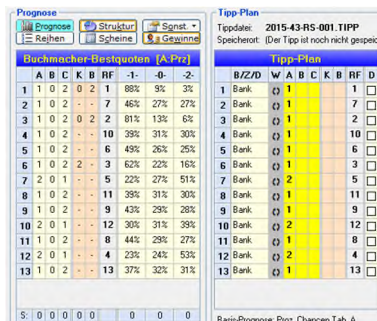 Prognose
Prognose
Struktur
Sonst.
Reihen
Scheine
Gewinne
Buchmacher-Bestquoten [A:Prz]
A B C K B RF -1- -0- -2-
1 1 0 2 0 2 1 88% 9% 3%
2 1 0 2 - - 7 46% 27% 27%
3 1 0 2 0 2 2 81% 13% 6%
4 1 0 2 - - 10 39% 31% 30%
5 1 0 2 - - 6 49% 26% 25%
6 1 0 2 2 - 3 62% 22% 16%
7 2 0 1 - - 5 22% 27% 51%
8 1 0 2 - - 11 39% 31% 30%
9 1 0 2 - - 9 43% 29% 28%
10 2 0 1 - - 12 30% 31% 39%
11 1 0 2 - - 8 44% 29% 27%
12 2 0 1 - - 4 23% 24% 53%
13 1 0 2 - - 13 37% 32% 31%
S: 0 0 0 0 0 0 0 0
Tipp-Plan
Tippdatei: 2015-43-RS-001.TIPP
Speicherort: (Der Tipp ist noch nicht gespeic
Tipp-Plan
B/Z/D W A B C K B RF D
1 Bank 1 1
2 Bank 1 7
3 Bank 1 2
4 Bank 1 10
5 Bank 1 6
6 Bank 1 3
7 Bank 2 5
8 Bank 1 11
9 Bank 1 9
10 Bank 2 12
11 Bank 1 8
12 Bank 2 4
13 Bank 1 13
Basis-Prognose: Proz. Chancen Tab. A